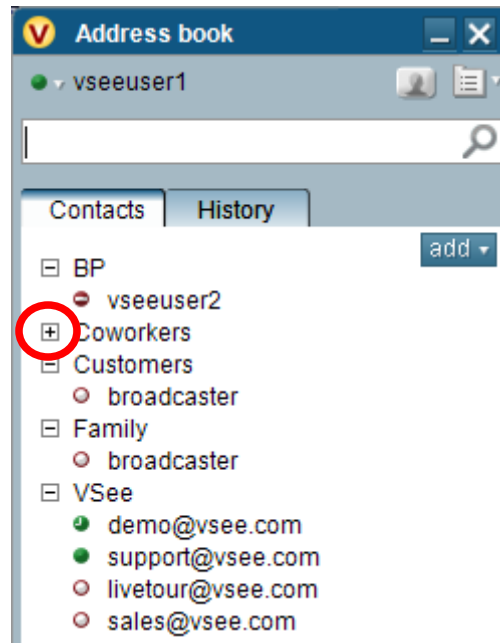 V Address book
vseeuser1
Contacts History
add
BP
vseeuser2
Coworkers
Customers
broadcaster
Family
broadcaster
VSee
demo@vsee.com
support@vsee.com
livetour@vsee.com
sales@vsee.com